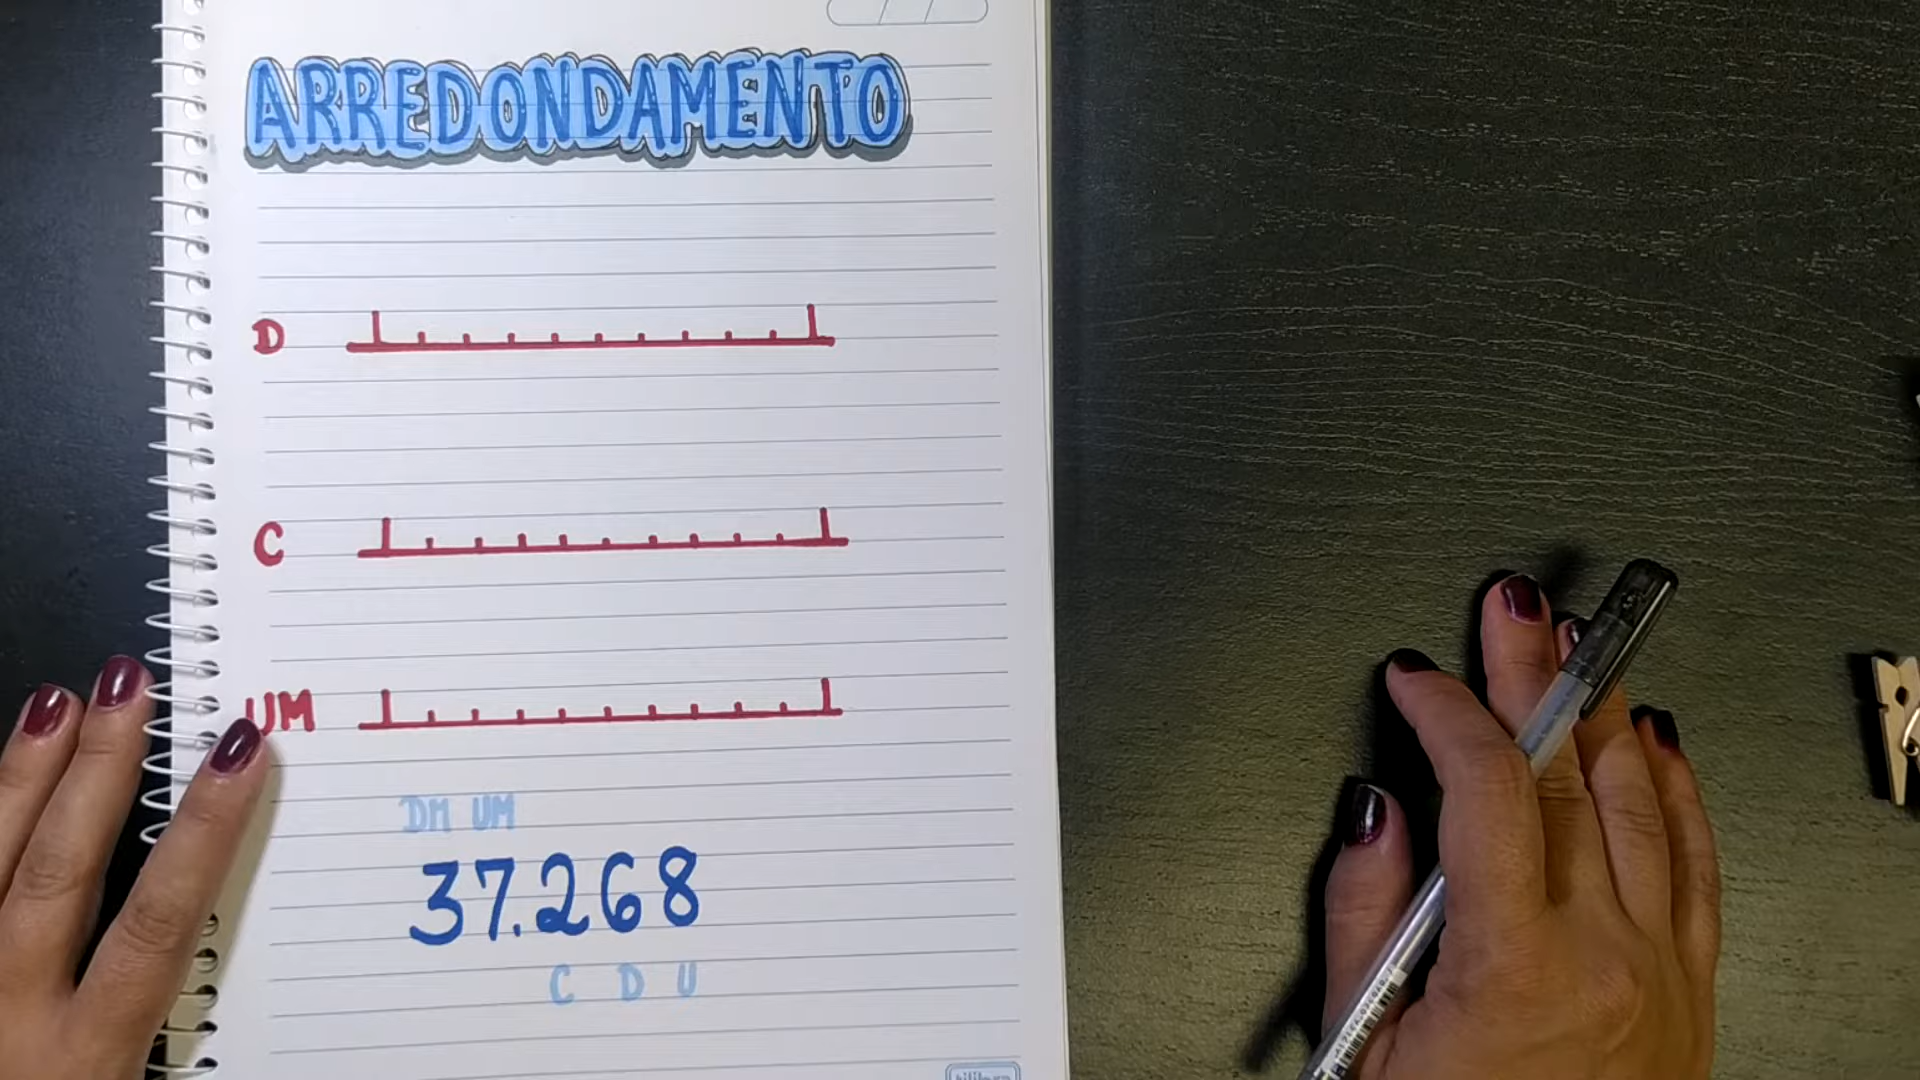 ARREDONDAMENTO
D
C
UM
DM UM
37.268
C D U